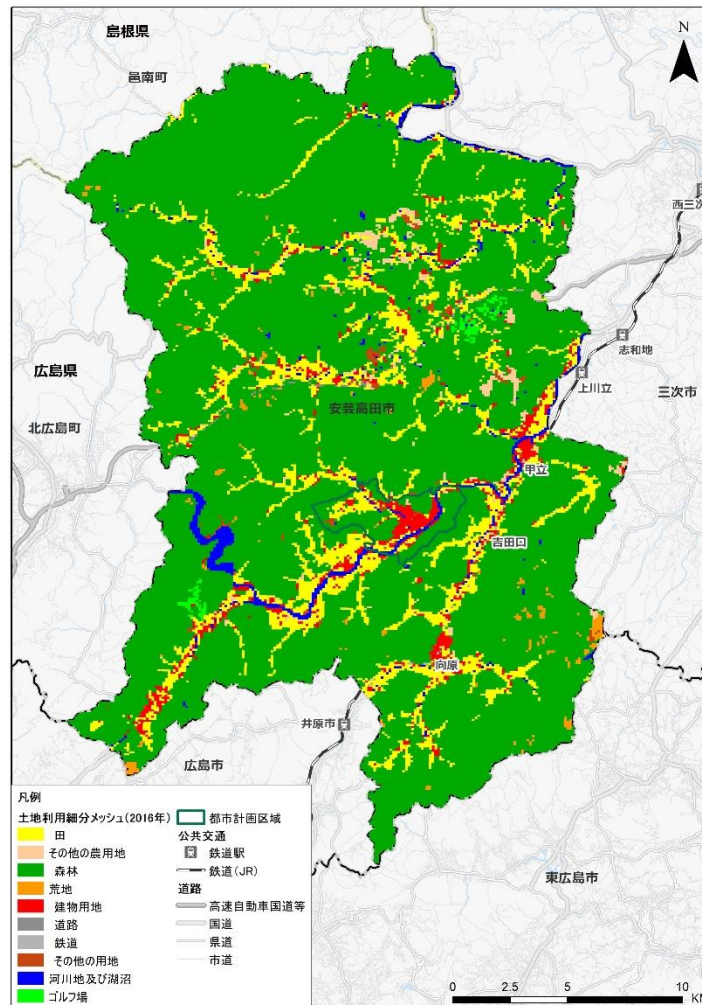 島根県
邑南町
N
西三次
志和地
上川立
三次市
広島県
北広島町
安芸高田市
甲立
吉田口
向原
井原市
広島市
東広島市
凡例
土地利用細分メッシュ(2016年)
田
その他の農用地
森林
荒地
建物用地
道路
鉄道
その他の用地
河川地及び湖沼
ゴルフ場
都市計画区域
公共交通
鉄道駅
鉄道(JR)
道路
高速自動車国道等
国道
県道
市道
0 2.5 5 10
KM